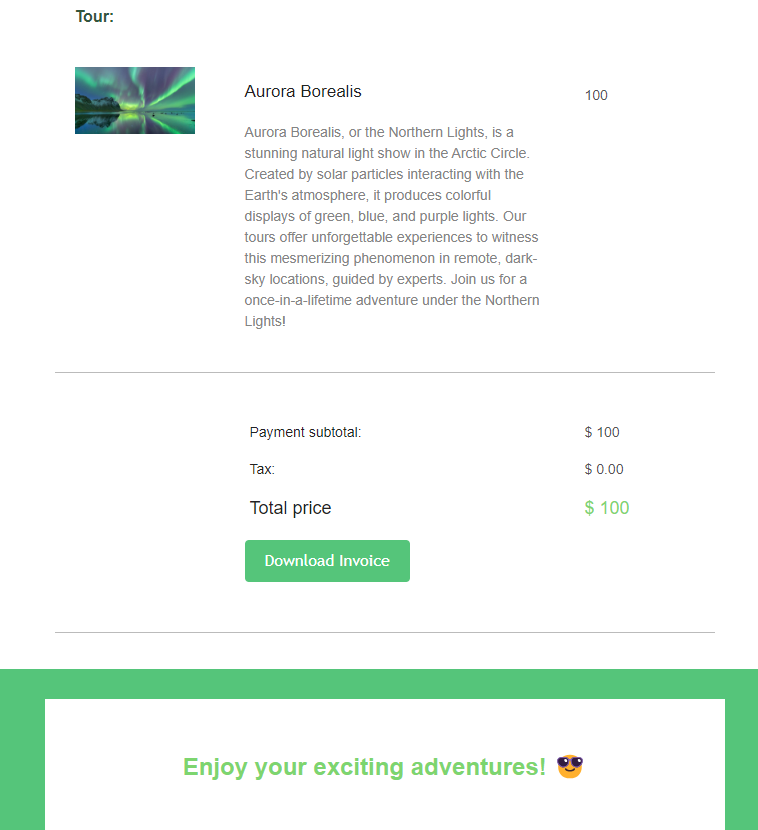 Tour:
Aurora Borealis
100
Aurora Borealis, or the Northern Lights, is a
stunning natural light show in the Arctic Circle.
Created by solar particles interacting with the
Earth's atmosphere, it produces colorful
displays of green, blue, and purple lights. Our
tours offer unforgettable experiences to witness
this mesmerizing phenomenon in remote, dark-
sky locations, guided by experts. Join us for a
once-in-a-lifetime adventure under the Northern
Lights!
Payment subtotal: $ 100
Tax: $ 0.00
Total price $ 100
Download Invoice
Enjoy your exciting adventures! 😎